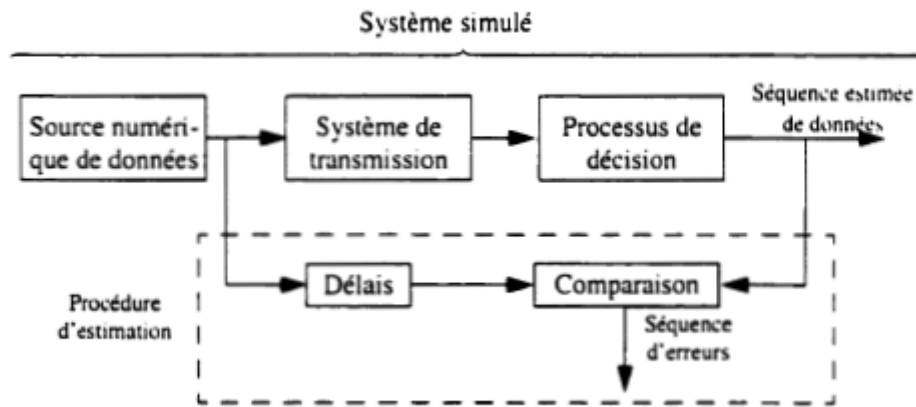 Système simulé
Source numéri-
que de données
Système de
transmission
Processus de
décision
Séquence estimée
de données
Délais
Comparaison
Procédure
d'estimation
Séquence
d'erreurs